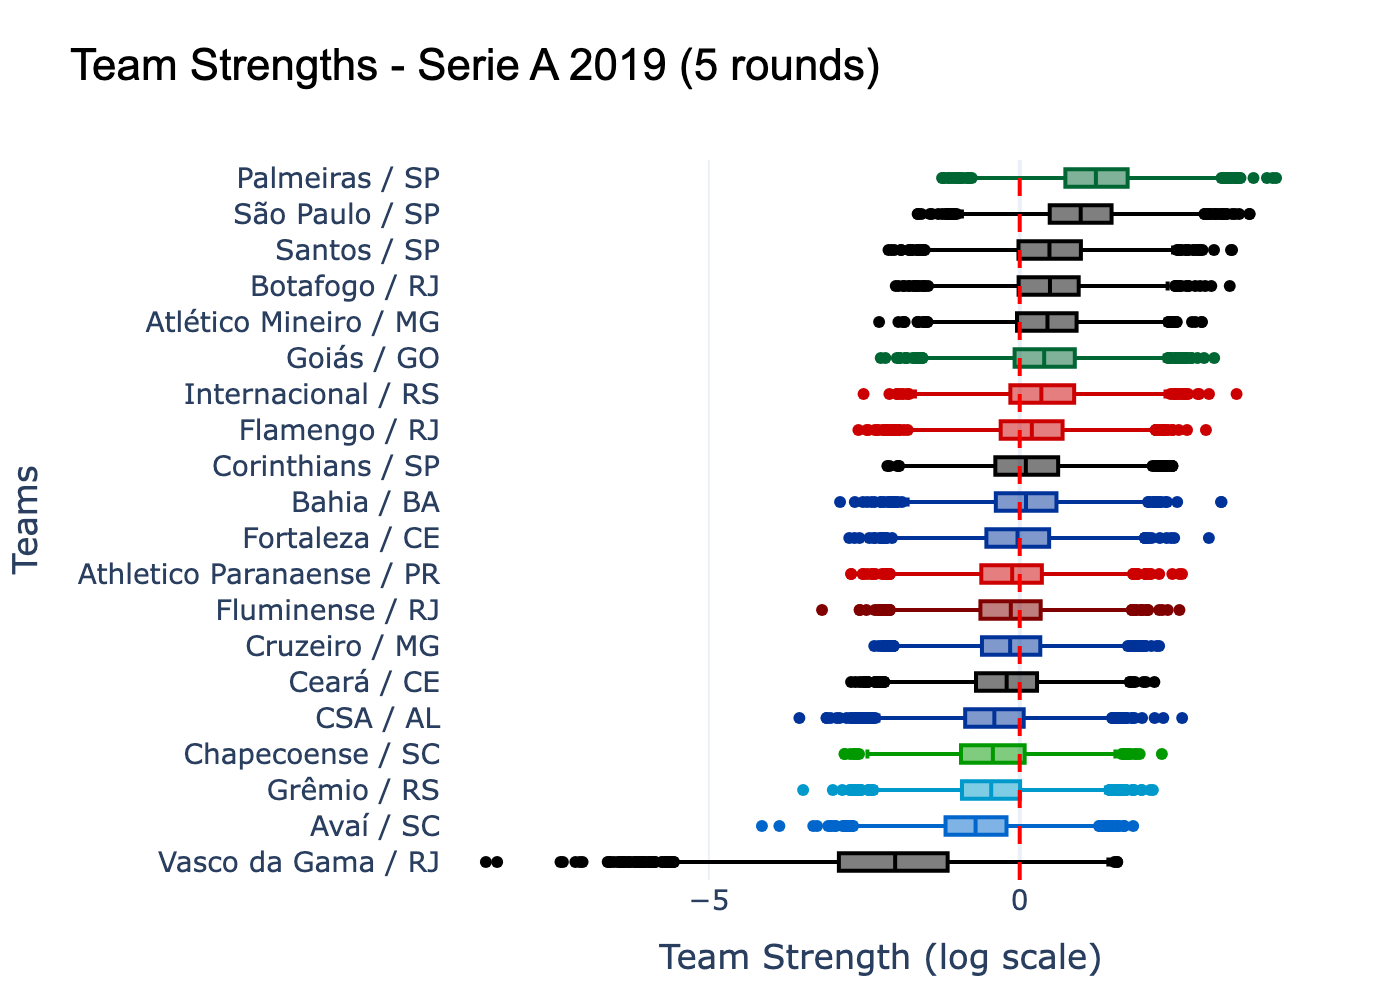 Team Strengths - Serie A 2019 (5 rounds)
Palmeiras / SP
São Paulo / SP
Santos / SP
Botafogo / RJ
Atlético Mineiro / MG
Goiás / GO
Internacional / RS
Flamengo / RJ
Corinthians / SP
Bahia / BA
Fortaleza / CE
Athletico Paranaense / PR
Fluminense / RJ
Cruzeiro / MG
Ceará / CE
CSA / AL
Chapecoense / SC
Grêmio / RS
Avaí / SC
Vasco da Gama / RJ
Teams
−5 0
Team Strength (log scale)